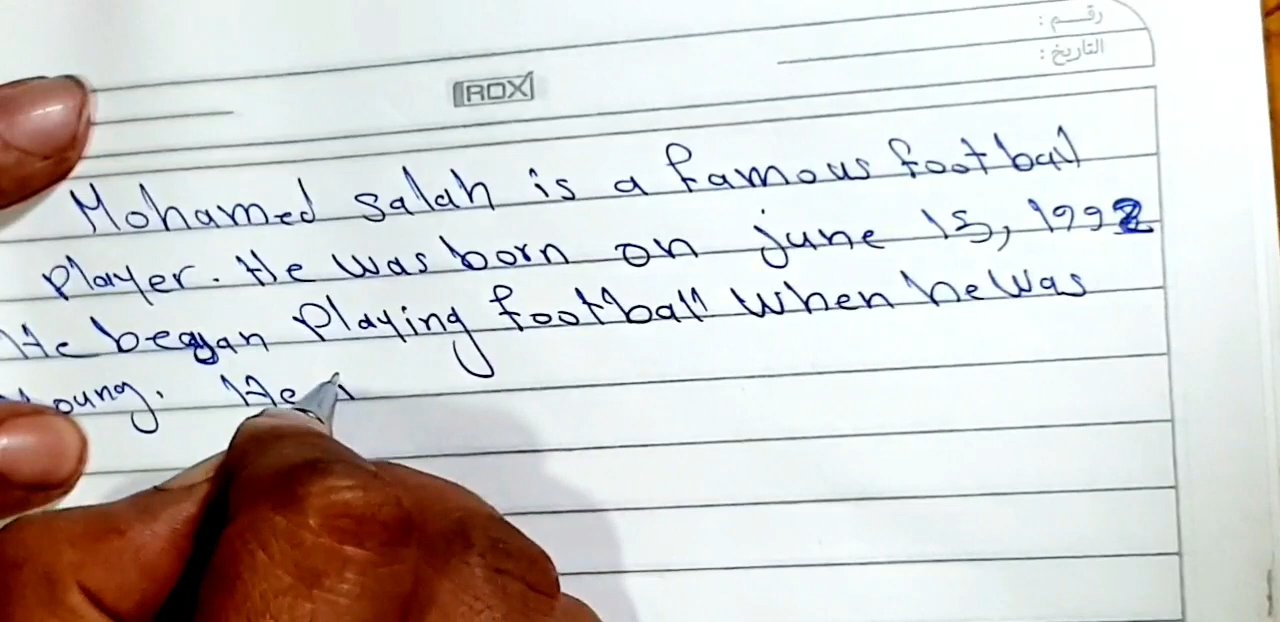 رقم:
التاريخ:
RDX
Mohamed Salah is a famous football
Player. He was born on june 15, 1992
He began Playing football when he was
young. He